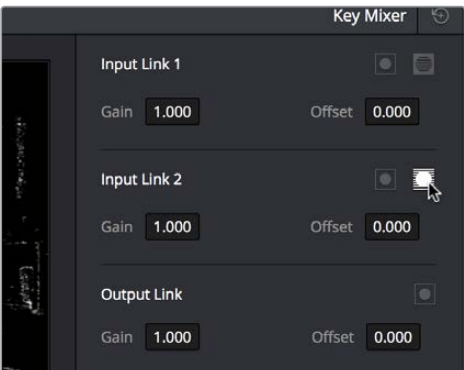 Key Mixer
Input Link 1
Gain 1.000 Offset 0.000
Input Link 2
Gain 1.000 Offset 0.000
Output Link
Gain 1.000 Offset 0.000